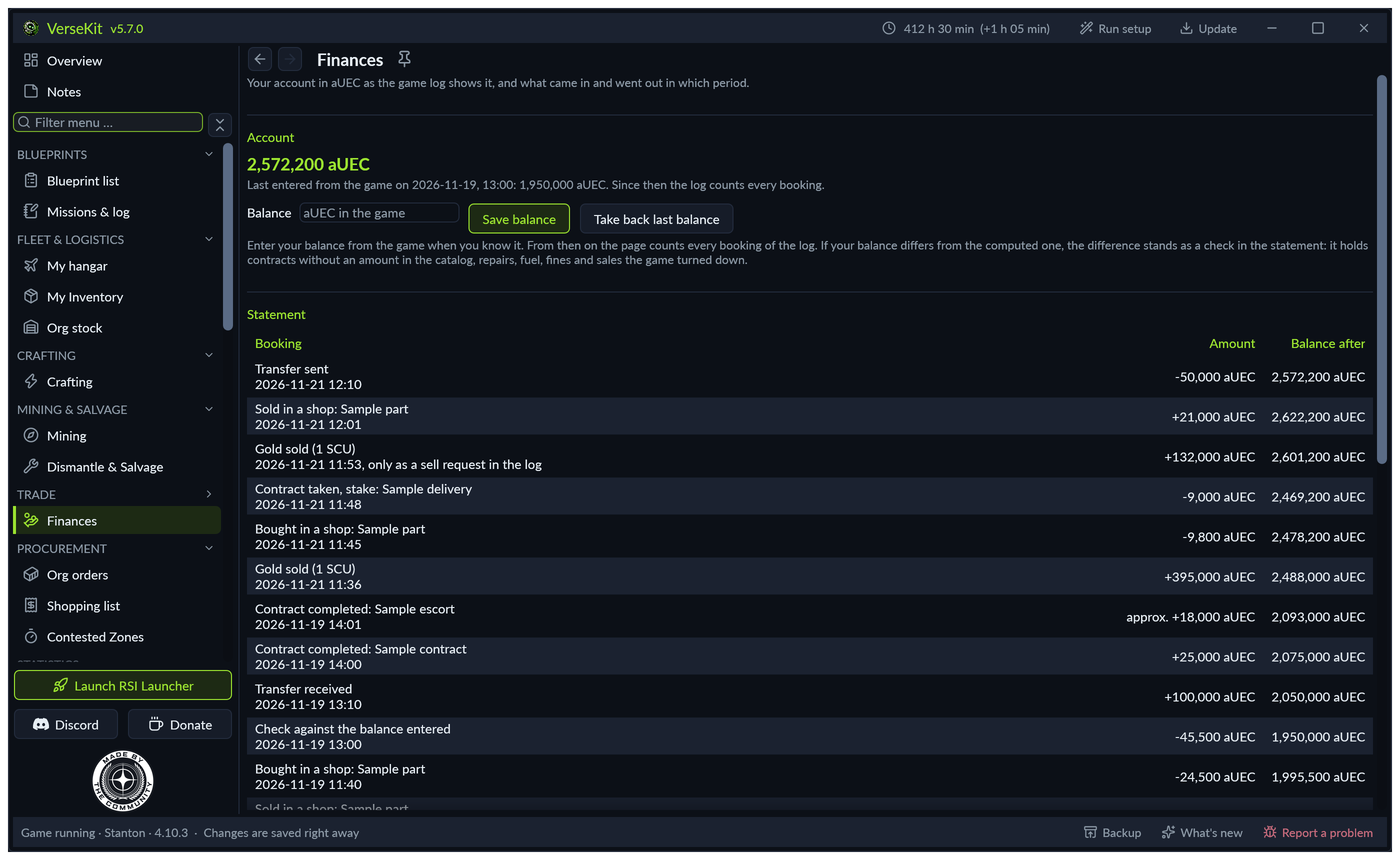 VerseKit v5.7.0
412 h 30 min (+1 h 05 min)
Run setup
Update
Overview
Notes
Filter menu ...
BLUEPRINTS
Blueprint list
Missions & log
FLEET & LOGISTICS
My hangar
My Inventory
Org stock
CRAFTING
Crafting
MINING & SALVAGE
Mining
Dismantle & Salvage
TRADE
Finances
PROCUREMENT
Org orders
Shopping list
Contested Zones
STATISTICS
Launch RSI Launcher
Discord
Donate
MADE BY
THE COMMUNITY
Finances
Your account in aUEC as the game log shows it, and what came in and went out in which period.
Account
2,572,200 aUEC
Last entered from the game on 2026-11-19, 13:00: 1,950,000 aUEC. Since then the log counts every booking.
Balance aUEC in the game Save balance Take back last balance
Enter your balance from the game when you know it. From then on the page counts every booking of the log. If your balance differs from the computed one, the difference stands as a check in the statement: it holds
contracts without an amount in the catalog, repairs, fuel, fines and sales the game turned down.
Statement
Booking Amount Balance after
Transfer sent
2026-11-21 12:10
-50,000 aUEC 2,572,200 aUEC
Sold in a shop: Sample part
2026-11-21 12:01
+21,000 aUEC 2,622,200 aUEC
Gold sold (1 SCU)
2026-11-21 11:53, only as a sell request in the log
+132,000 aUEC 2,601,200 aUEC
Contract taken, stake: Sample delivery
2026-11-21 11:48
-9,000 aUEC 2,469,200 aUEC
Bought in a shop: Sample part
2026-11-21 11:45
-9,800 aUEC 2,478,200 aUEC
Gold sold (1 SCU)
2026-11-21 11:36
+395,000 aUEC 2,488,000 aUEC
Contract completed: Sample escort
2026-11-19 14:01
approx. +18,000 aUEC 2,093,000 aUEC
Contract completed: Sample contract
2026-11-19 14:00
+25,000 aUEC 2,075,000 aUEC
Transfer received
2026-11-19 13:10
+100,000 aUEC 2,050,000 aUEC
Check against the balance entered
2026-11-19 13:00
-45,500 aUEC 1,950,000 aUEC
Bought in a shop: Sample part
2026-11-19 11:40
-24,500 aUEC 1,995,500 aUEC
Sold in a shop: Sample part
Game running · Stanton · 4.10.3 · Changes are saved right away
Backup
What's new
Report a problem